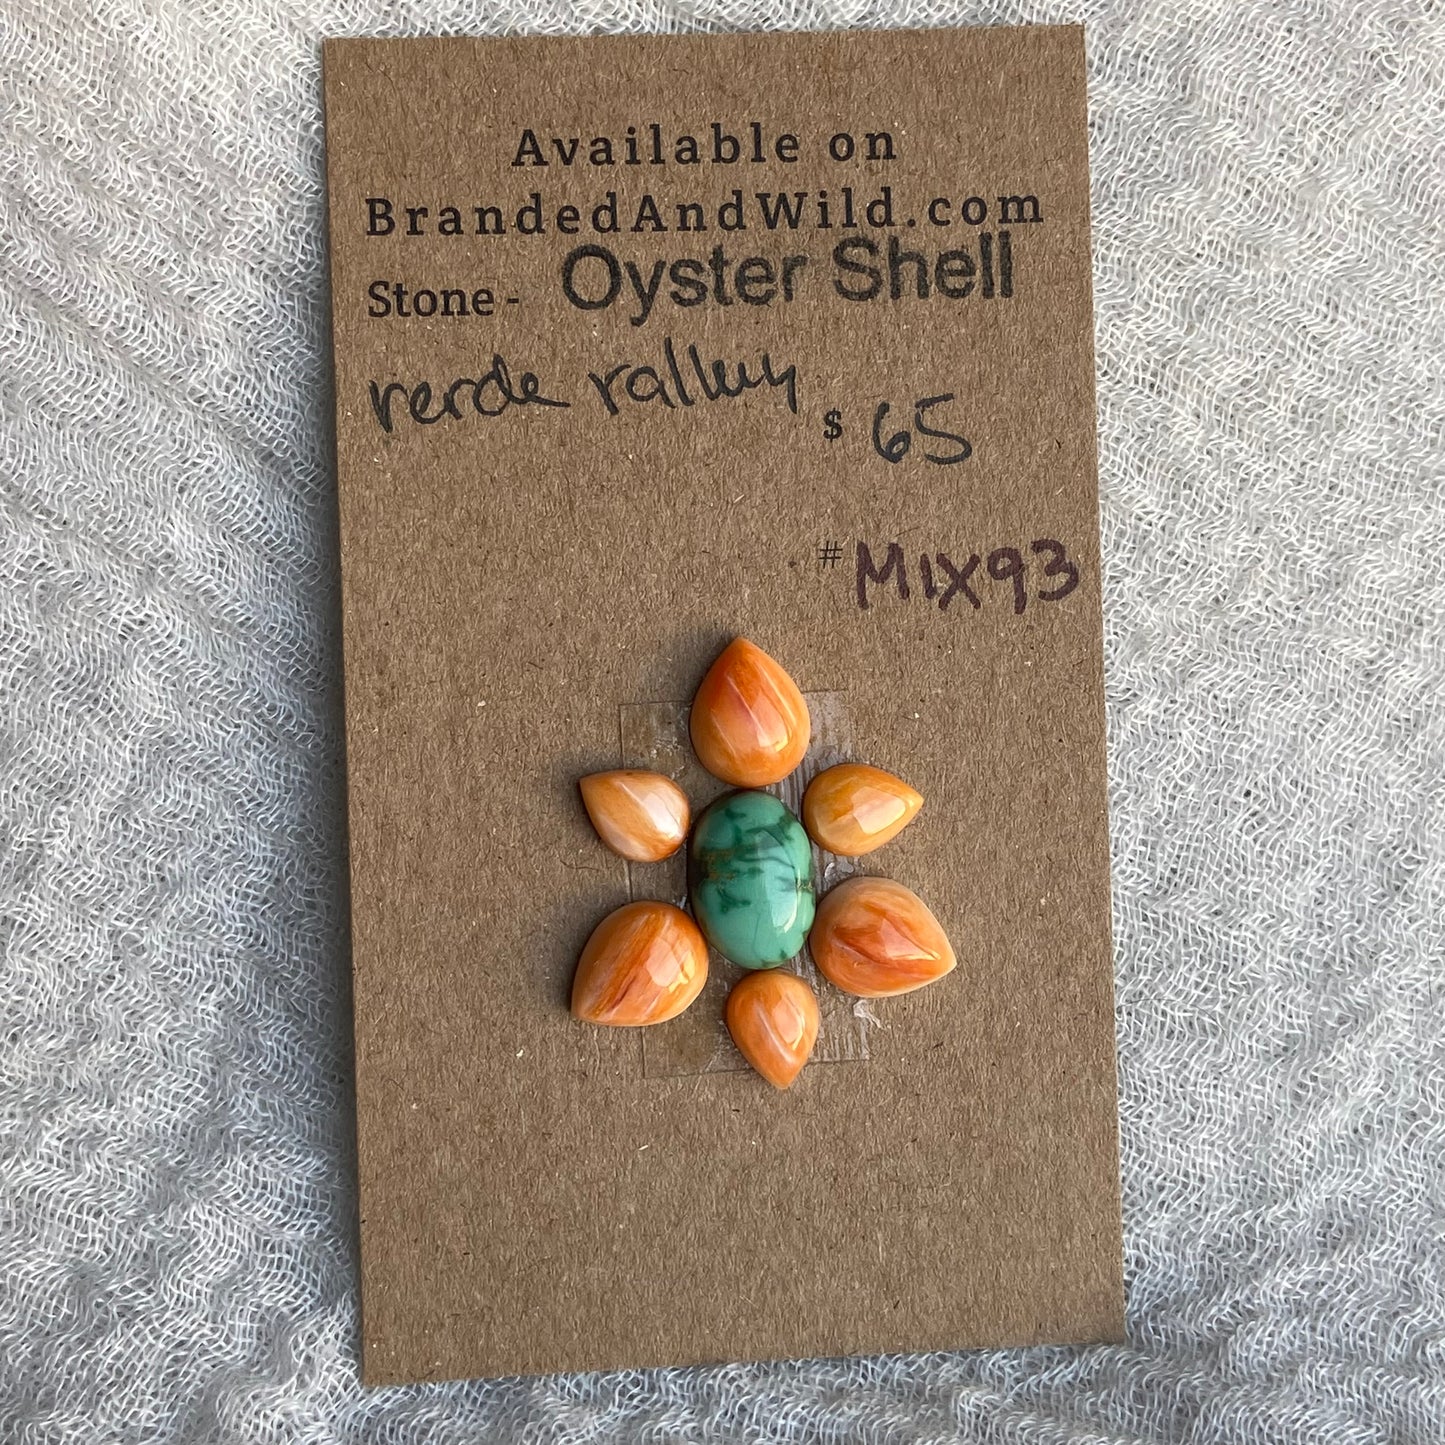 Available on
BrandedAndWild.com
Stone - Oyster Shell
verde valley
$ 65
# MIX93